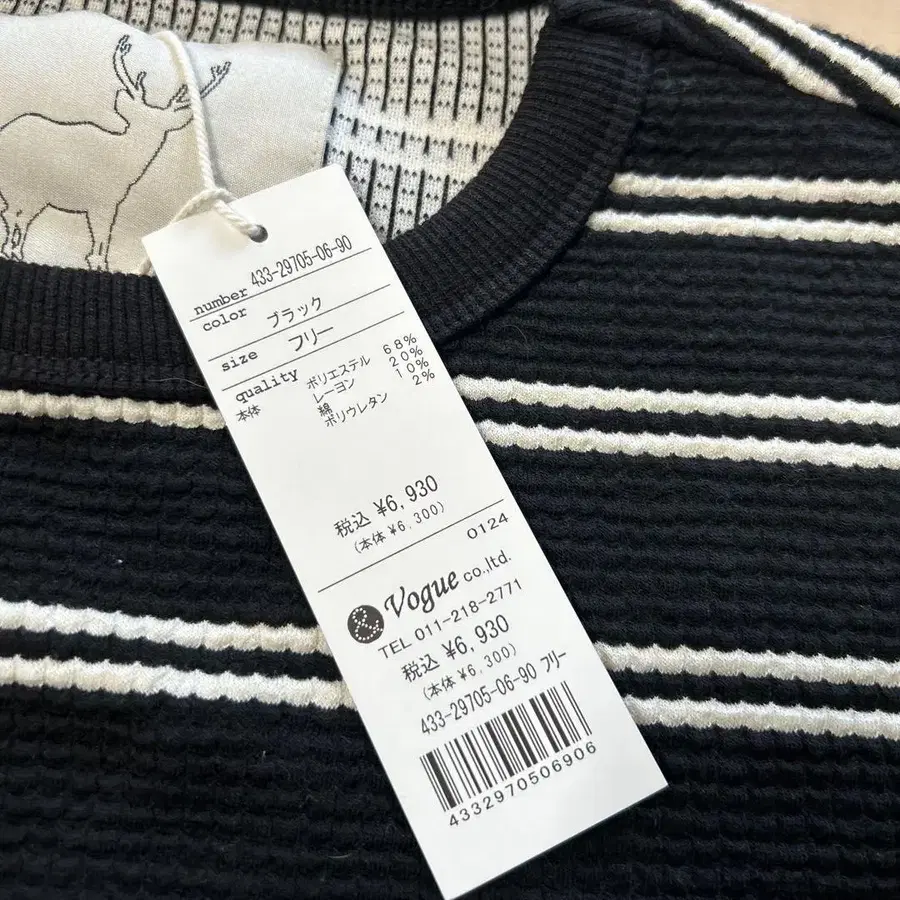 number 433-29705-06-90
color ブラック
size フリー
quality ポリエステル 68%
レーヨン 20%
本体 綿 10%
ポリウレタン 2%
税込 ¥6,930
(本体 ¥6,300)
0124
& Vogue co.,ltd.
TEL 011-218-2771
税込 ¥6,930
(本体 ¥6,300)
433-29705-06-90 フリー
4332970506906